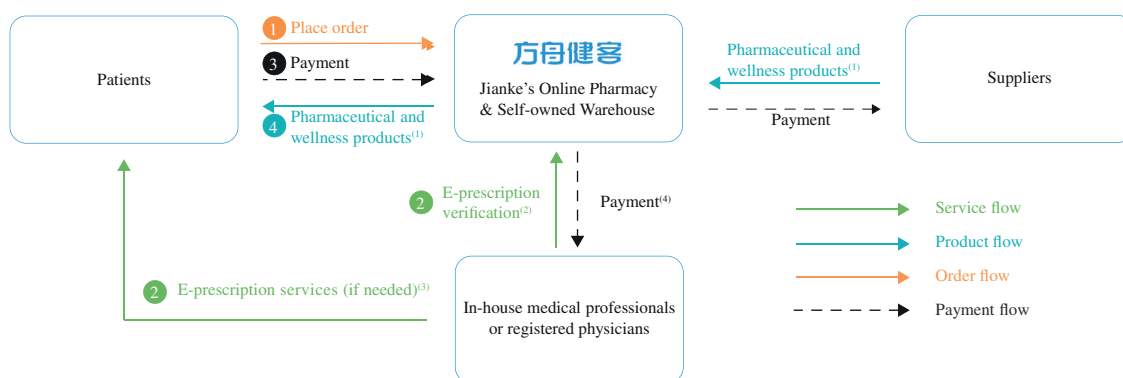 1 Place order
3 Payment
4 Pharmaceutical and
wellness products(1)
Patients
方舟健客
Jianke's Online Pharmacy
& Self-owned Warehouse
Pharmaceutical and
wellness products(1)
Payment
Suppliers
2 E-prescription
verification(2)
Payment(4)
2 E-prescription services (if needed)(3)
In-house medical professionals
or registered physicians
Service flow
Product flow
Order flow
Payment flow